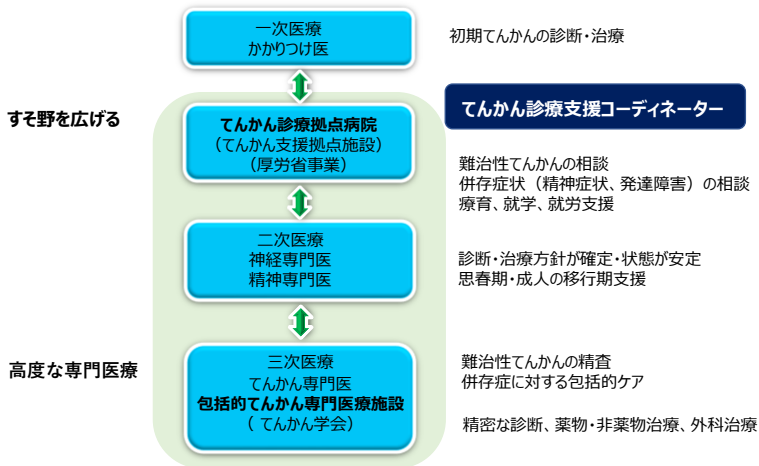 一次医療
かかりつけ医
初期てんかんの診断・治療
すそ野を広げる
てんかん診療拠点病院
（てんかん支援拠点施設）
（厚労省事業）
てんかん診療支援コーディネーター
難治性てんかんの相談
併存症状（精神症状、発達障害）の相談
療育、就学、就労支援
二次医療
神経専門医
精神専門医
診断・治療方針が確定・状態が安定
思春期・成人の移行期支援
高度な専門医療
三次医療
てんかん専門医
包括的てんかん専門医療施設
（ てんかん学会）
難治性てんかんの精査
併存症に対する包括的ケア
精密な診断、薬物・非薬物治療、外科治療